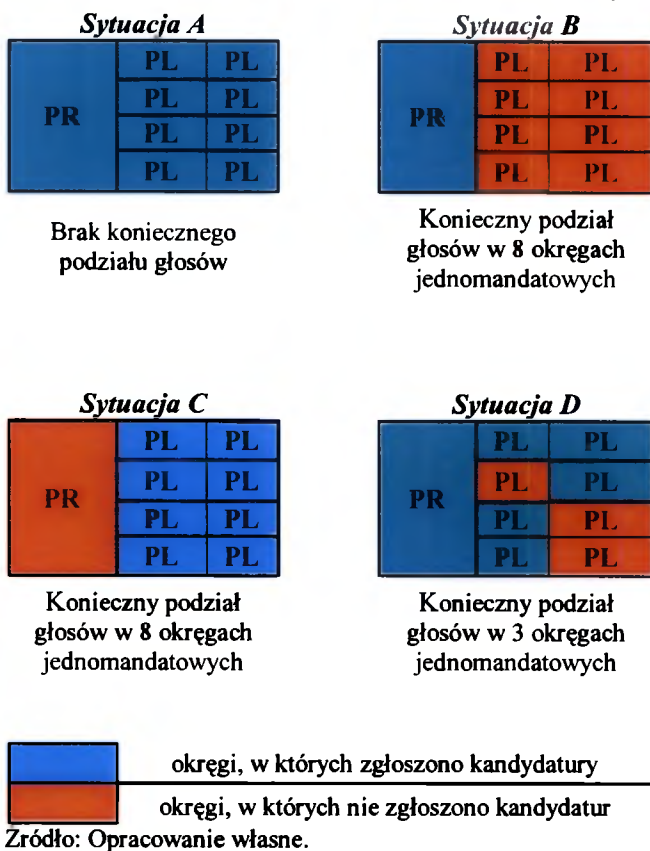 Sytuacja A
PR
PL PL
PL PL
PL PL
PL PL
Brak koniecznego
podziału głosów
Sytuacja B
PR
PL PL
PL PL
PL PL
PL PL
Konieczny podział
głosów w 8 okręgach
jednomandatowych
Sytuacja C
PR
PL PL
PL PL
PL PL
PL PL
Konieczny podział
głosów w 8 okręgach
jednomandatowych
Sytuacja D
PR
PL PL
PL PL
PL PL
PL PL
Konieczny podział
głosów w 3 okręgach
jednomandatowych
okręgi, w których zgłoszono kandydatury
okręgi, w których nie zgłoszono kandydatur
Źródło: Opracowanie własne.